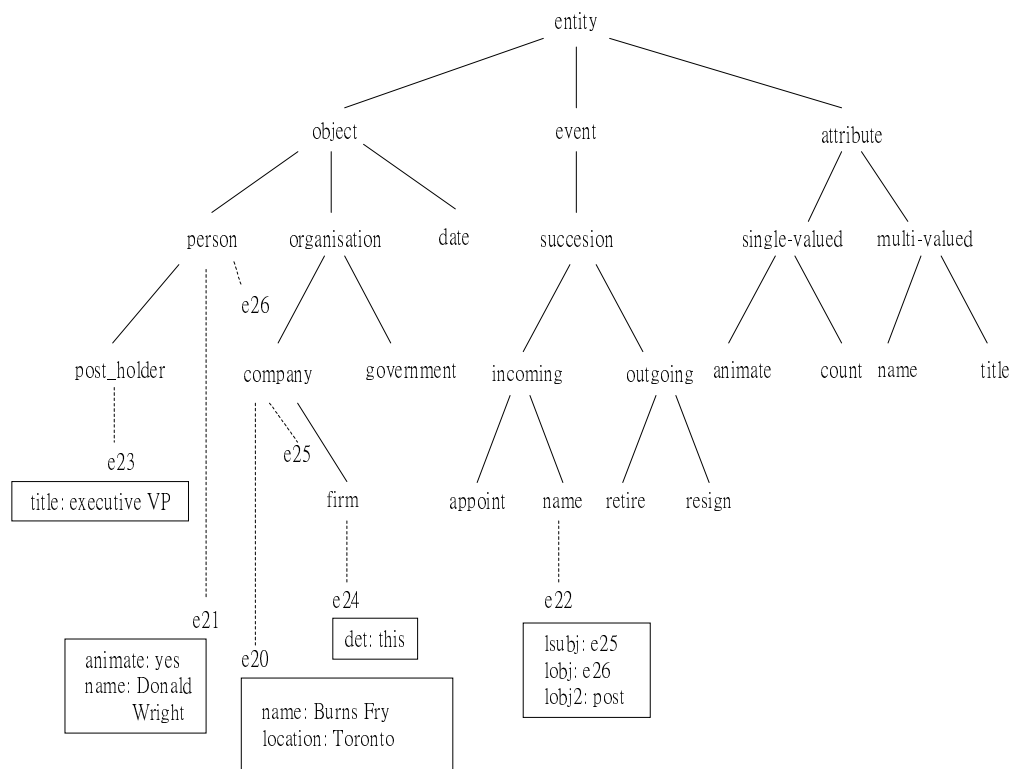 entity
object event attribute
person organisation date succesion single-valued multi-valued
e26
post_holder company government incoming outgoing animate count name title
e25
e23
title: executive VP
firm appoint name retire resign
e24 e22
e21
det: this
lsubj: e25
lobj: e26
lobj2: post
animate: yes
name: Donald
Wright
e20
name: Burns Fry
location: Toronto